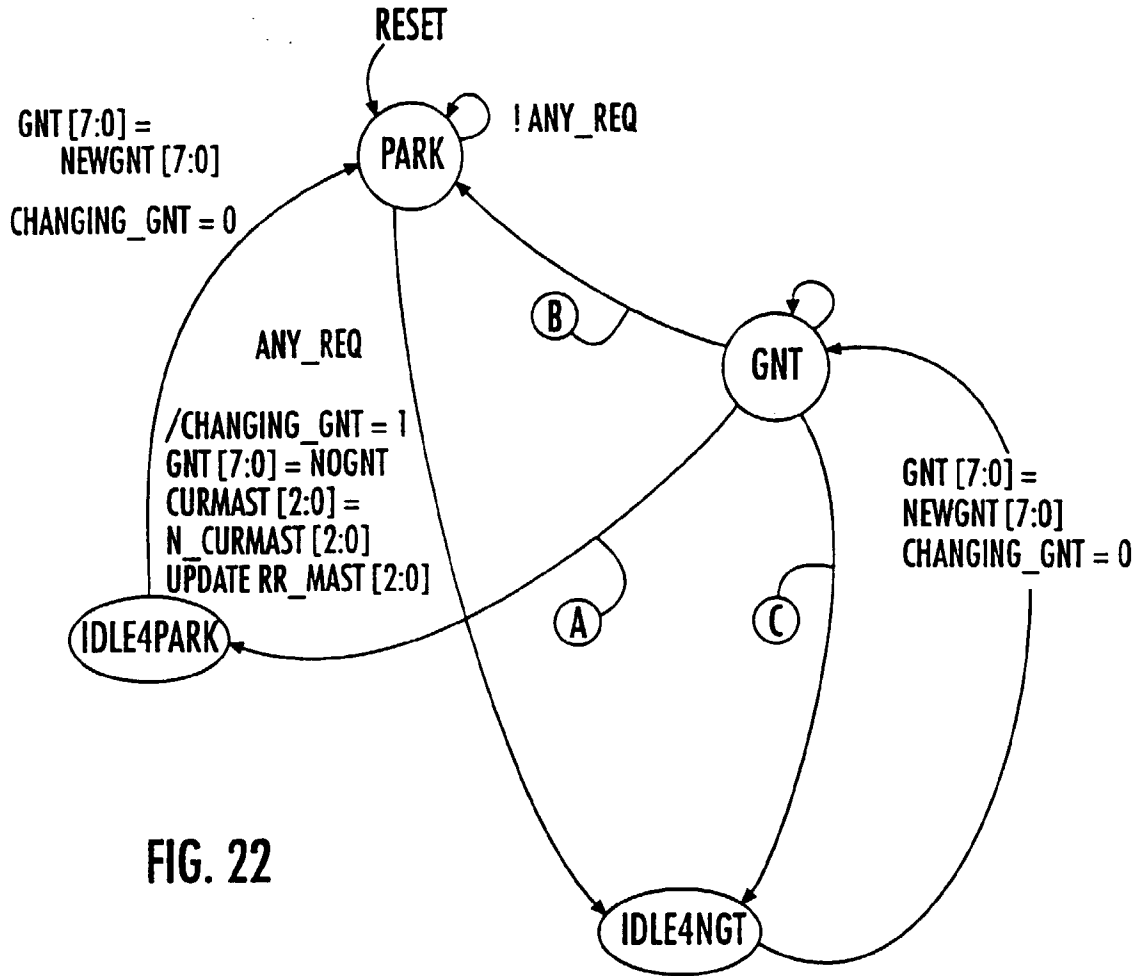 RESET
GNT [7:0] =
NEWGNT [7:0]
CHANGING_GNT = 0
PARK
! ANY_REQ
B
GNT
ANY_REQ
/CHANGING_GNT = 1
GNT [7:0] = NOGNT
CURMAST [2:0] =
N_CURMAST [2:0]
UPDATE RR_MAST [2:0]
GNT [7:0] =
NEWGNT [7:0]
CHANGING_GNT = 0
IDLE4PARK
A
C
FIG. 22
IDLE4NGT